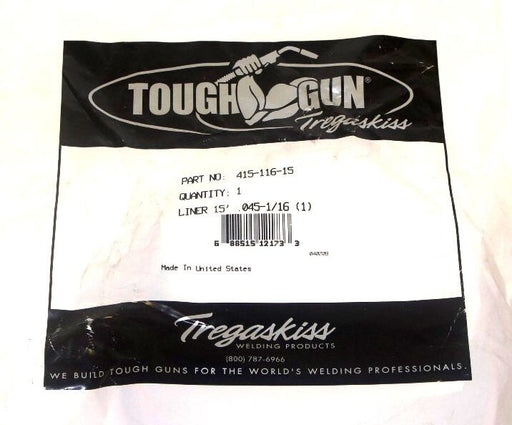 TOUGH GUN®
Tregaskiss
PART NO: 415-116-15
QUANTITY: 1
LINER 15' .045-1/16 (1)
6 88515 12173 3
Made In United States
Tregaskiss
WELDING PRODUCTS
(800) 787-6966
WE BUILD TOUGH GUNS FOR THE WORLD'S WELDING PROFESSIONALS.